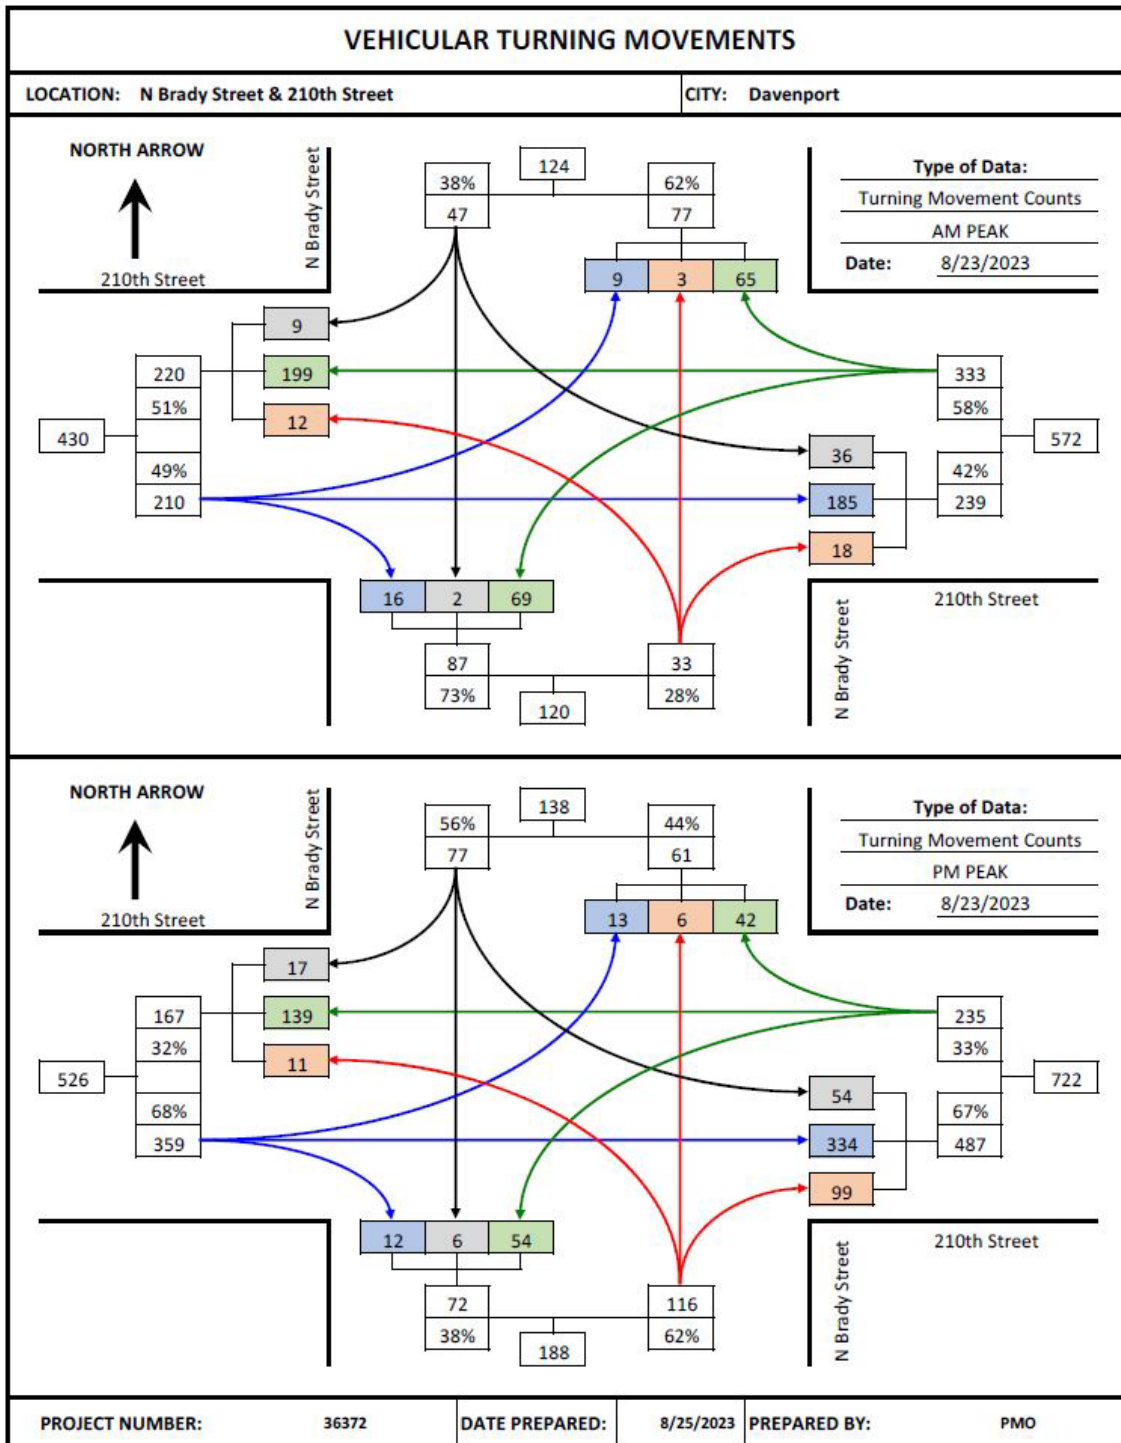 VEHICULAR TURNING MOVEMENTS
LOCATION: N Brady Street & 210th Street CITY: Davenport
NORTH ARROW
N Brady Street
210th Street
38%
47
124
62%
77
9 3 65
Type of Data:
Turning Movement Counts
AM PEAK
Date: 8/23/2023
9
199
12
220
51%
49%
210
430
333
58%
42%
239
572
36
185
18
16 2 69
87
73%
120
33
28%
N Brady Street
210th Street
NORTH ARROW
N Brady Street
210th Street
56%
77
138
44%
61
13 6 42
Type of Data:
Turning Movement Counts
PM PEAK
Date: 8/23/2023
17
139
11
167
32%
68%
359
526
235
33%
67%
487
722
54
334
99
12 6 54
72
38%
188
116
62%
N Brady Street
210th Street
PROJECT NUMBER: 36372 DATE PREPARED: 8/25/2023 PREPARED BY: PMO